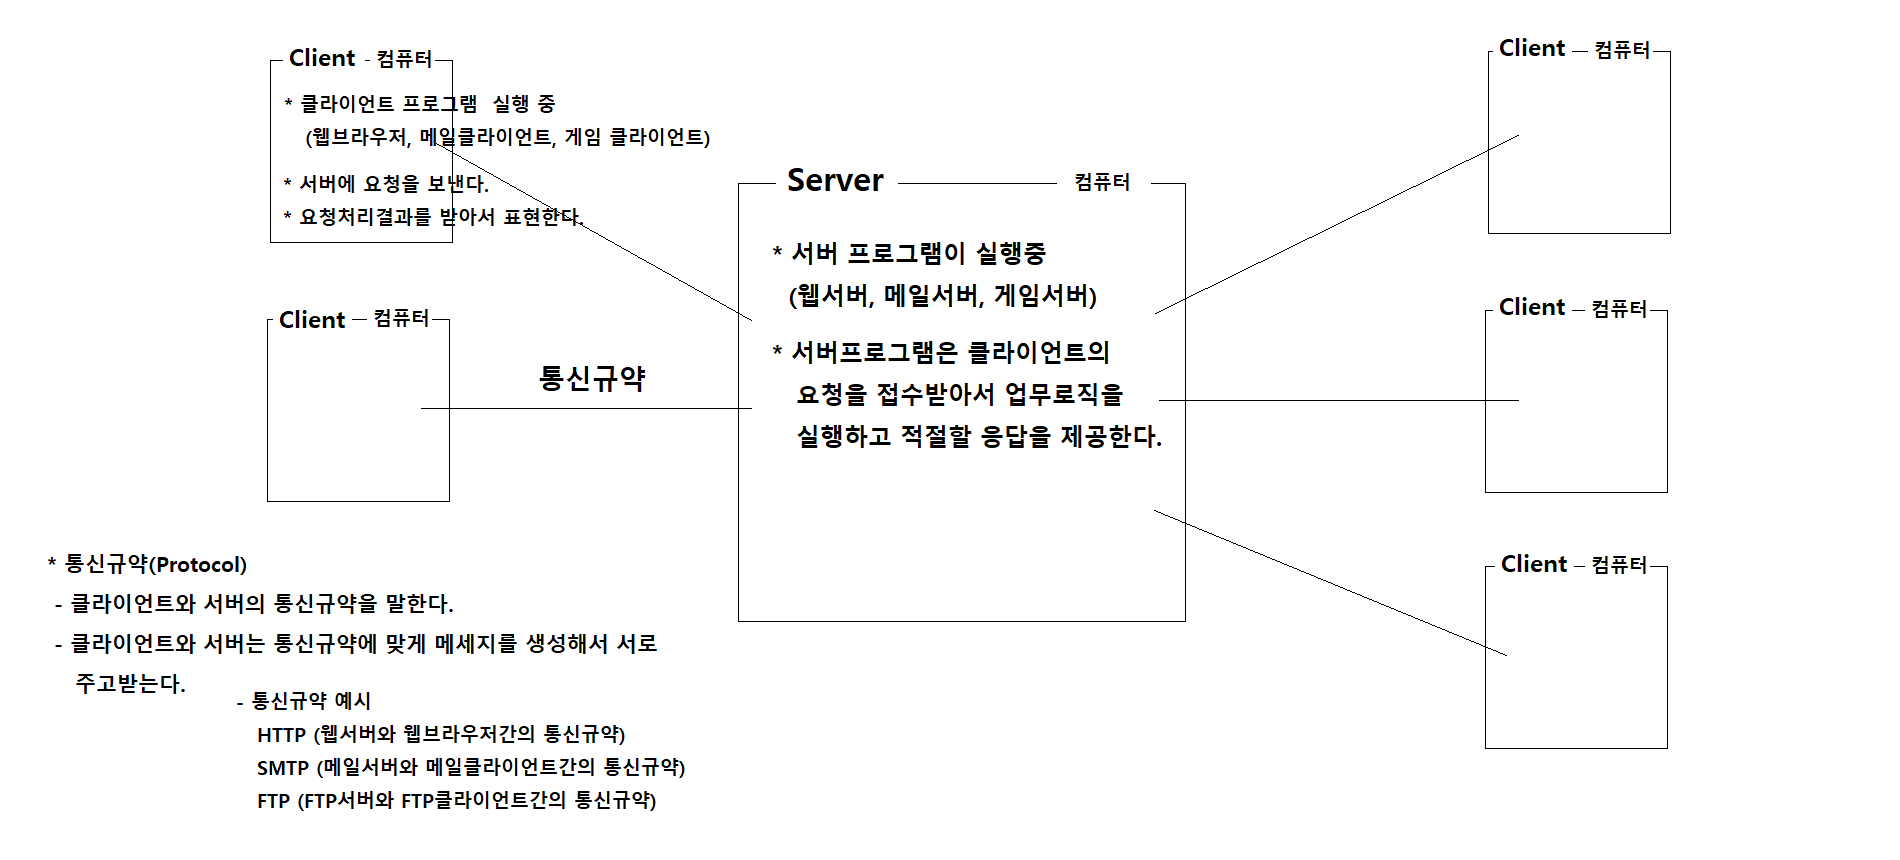 Client - 컴퓨터
* 클라이언트 프로그램 실행 중
(웹브라우저, 메일클라이언트, 게임 클라이언트)
* 서버에 요청을 보낸다.
* 요청처리결과를 받아서 표현한다.
Client 컴퓨터
통신규약
Server 컴퓨터
* 서버 프로그램이 실행중
(웹서버, 메일서버, 게임서버)
* 서버프로그램은 클라이언트의
요청을 접수받아서 업무로직을
실행하고 적절할 응답을 제공한다.
Client 컴퓨터
Client 컴퓨터
Client 컴퓨터
* 통신규약(Protocol)
- 클라이언트와 서버의 통신규약을 말한다.
- 클라이언트와 서버는 통신규약에 맞게 메세지를 생성해서 서로
주고받는다.
- 통신규약 예시
HTTP (웹서버와 웹브라우저간의 통신규약)
SMTP (메일서버와 메일클라이언트간의 통신규약)
FTP (FTP서버와 FTP클라이언트간의 통신규약)